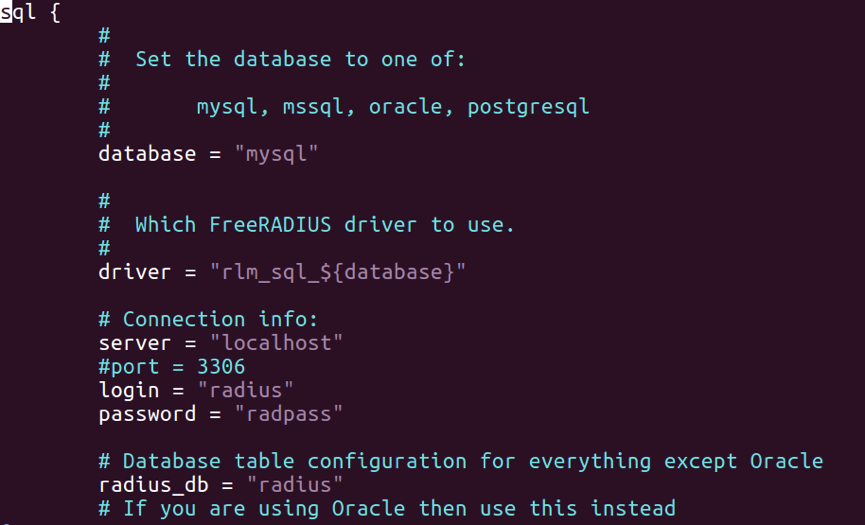 sql {
#
#  Set the database to one of:
#
#       mysql, mssql, oracle, postgresql
#
database = "mysql"
#
#  Which FreeRADIUS driver to use.
#
driver = "rlm_sql_${database}"
# Connection info:
server = "localhost"
#port = 3306
login = "radius"
password = "radpass"
# Database table configuration for everything except Oracle
radius_db = "radius"
# If you are using Oracle then use this instead